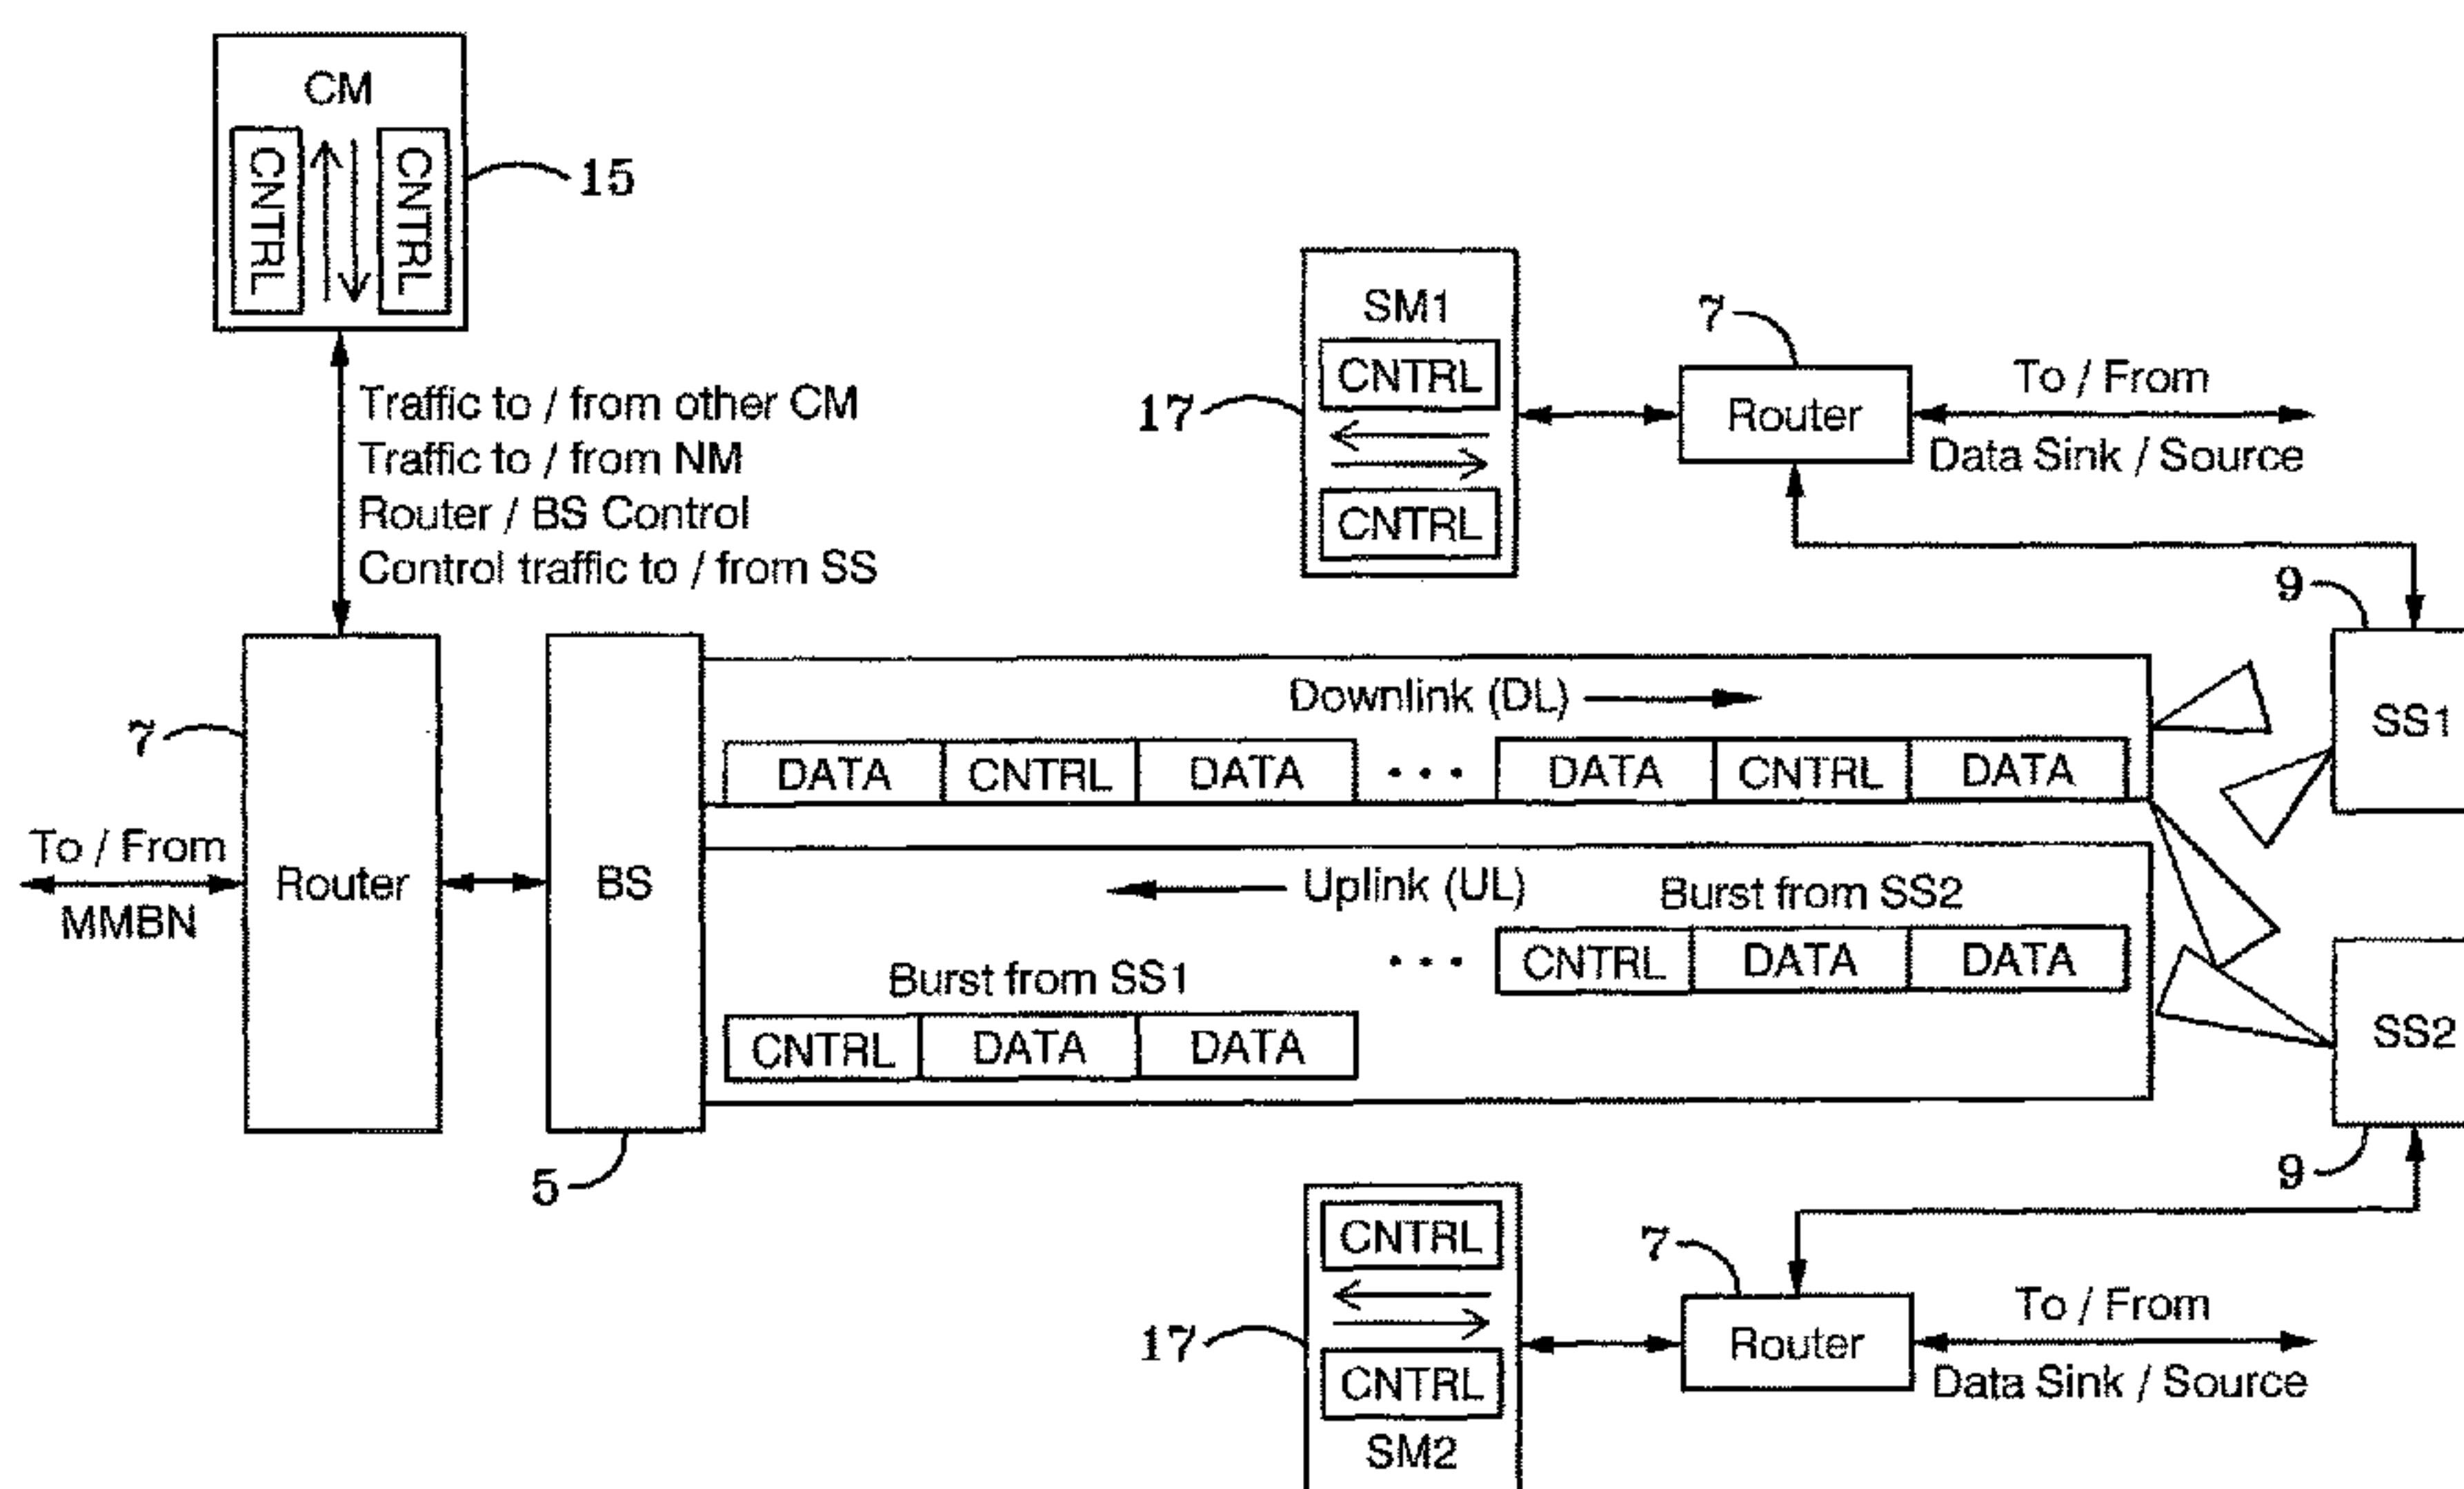 CM
CNTRL
CNTRL
15
Traffic to / from other CM
Traffic to / from NM
Router / BS Control
Control traffic to / from SS
SM1
CNTRL
CNTRL
17
7
Router
To / From
Data Sink / Source
9
SS1
7
To / From
MMBN
Router
BS
5
Downlink (DL)
DATA CNTRL DATA • • • DATA CNTRL DATA
Uplink (UL)
Burst from SS2
• • • CNTRL DATA DATA
Burst from SS1
CNTRL DATA DATA
SS2
9
17
CNTRL
CNTRL
SM2
7
Router
To / From
Data Sink / Source